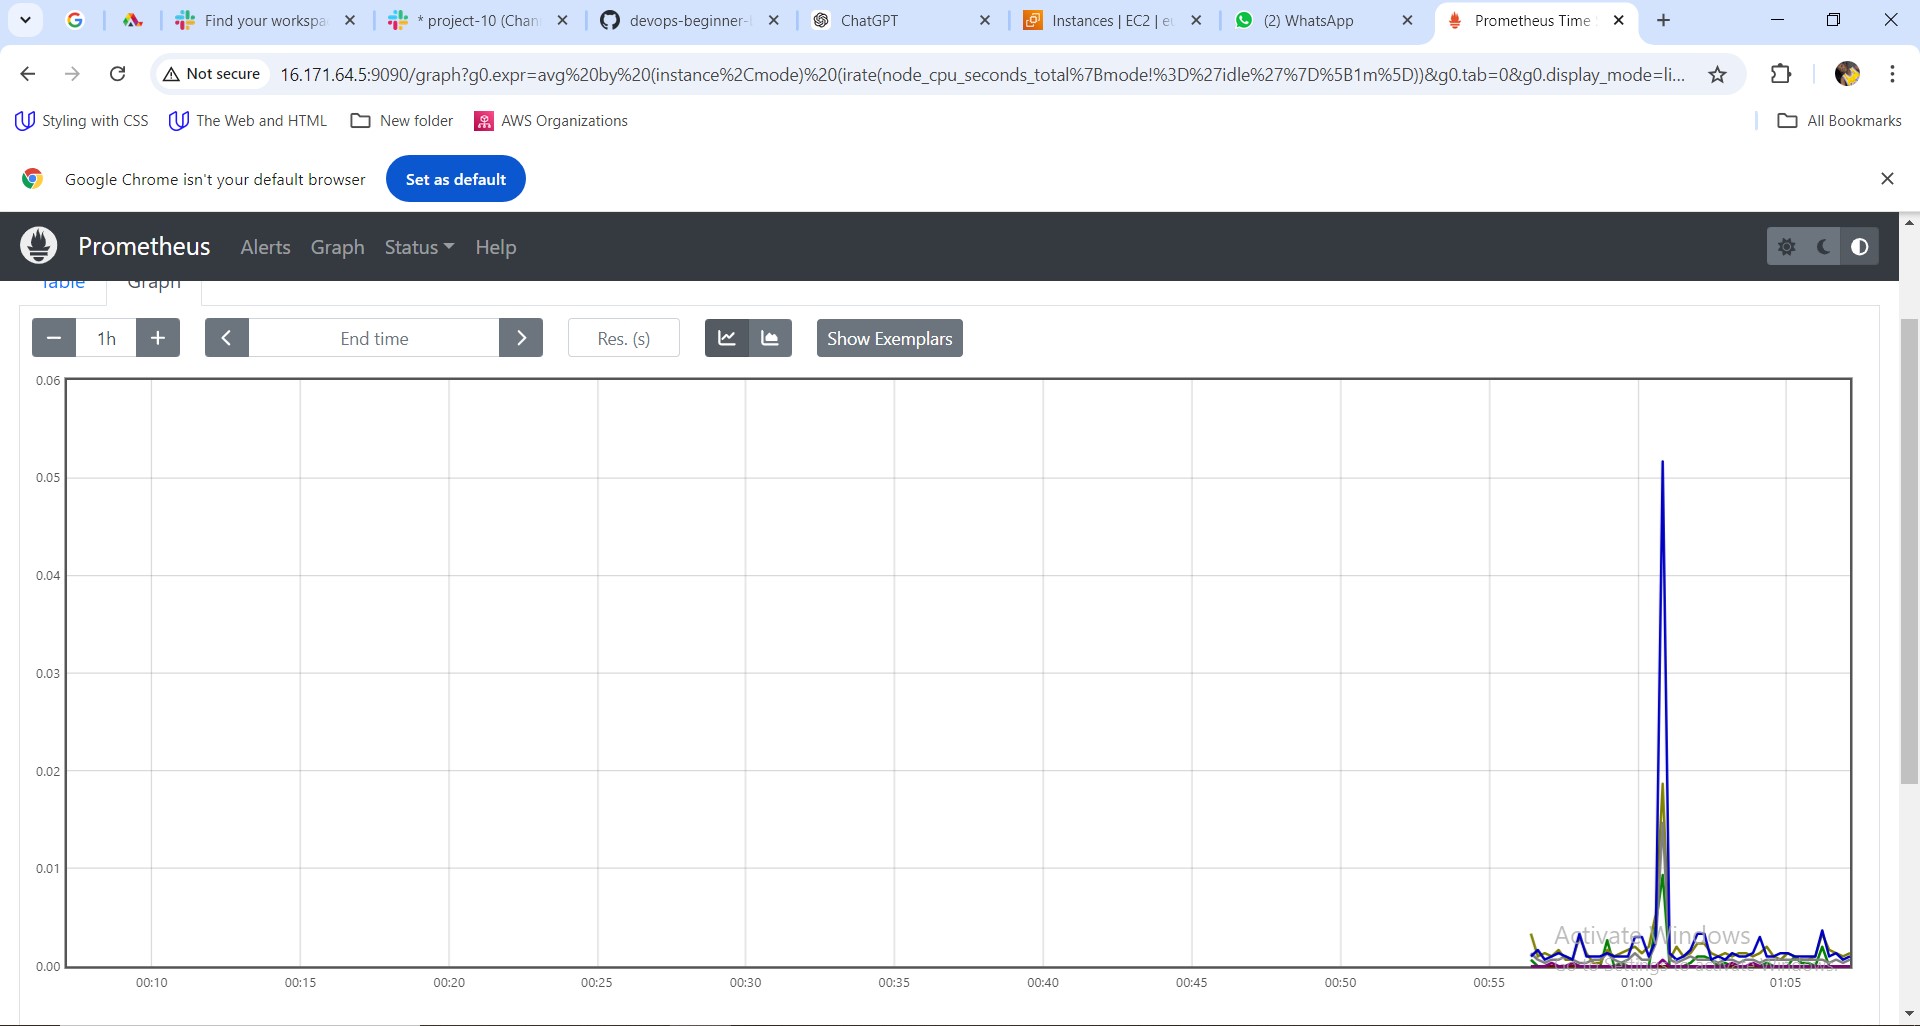 Find your workspa
* project-10 (Chan
devops-beginner-
ChatGPT
Instances | EC2 | eu
(2) WhatsApp
Prometheus Time
Not secure
16.171.64.5:9090/graph?g0.expr=avg%20by%20(instance%2Cmode)%20(irate(node_cpu_seconds_total%7Bmode!%3D%27idle%27%7D%5B1m%5D))&g0.tab=0&g0.display_mode=li...
Styling with CSS
The Web and HTML
New folder
AWS Organizations
All Bookmarks
Google Chrome isn't your default browser
Set as default
Prometheus
Alerts
Graph
Status
Help
Table
Graph
1h
End time
Res. (s)
Show Exemplars
0.06
0.05
0.04
0.03
0.02
0.01
0.00
Activate Windows
Go to Settings to activate Windows.
00:10
00:15
00:20
00:25
00:30
00:35
00:40
00:45
00:50
00:55
01:00
01:05